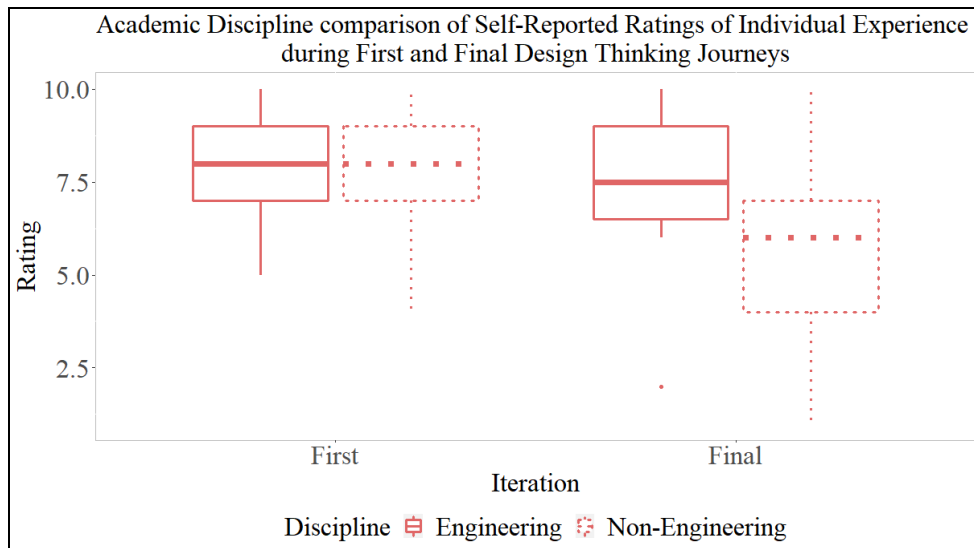 Academic Discipline comparison of Self-Reported Ratings of Individual Experience
during First and Final Design Thinking Journeys
10.0
7.5
5.0
2.5
Rating
First
Final
Iteration
Discipline Engineering Non-Engineering